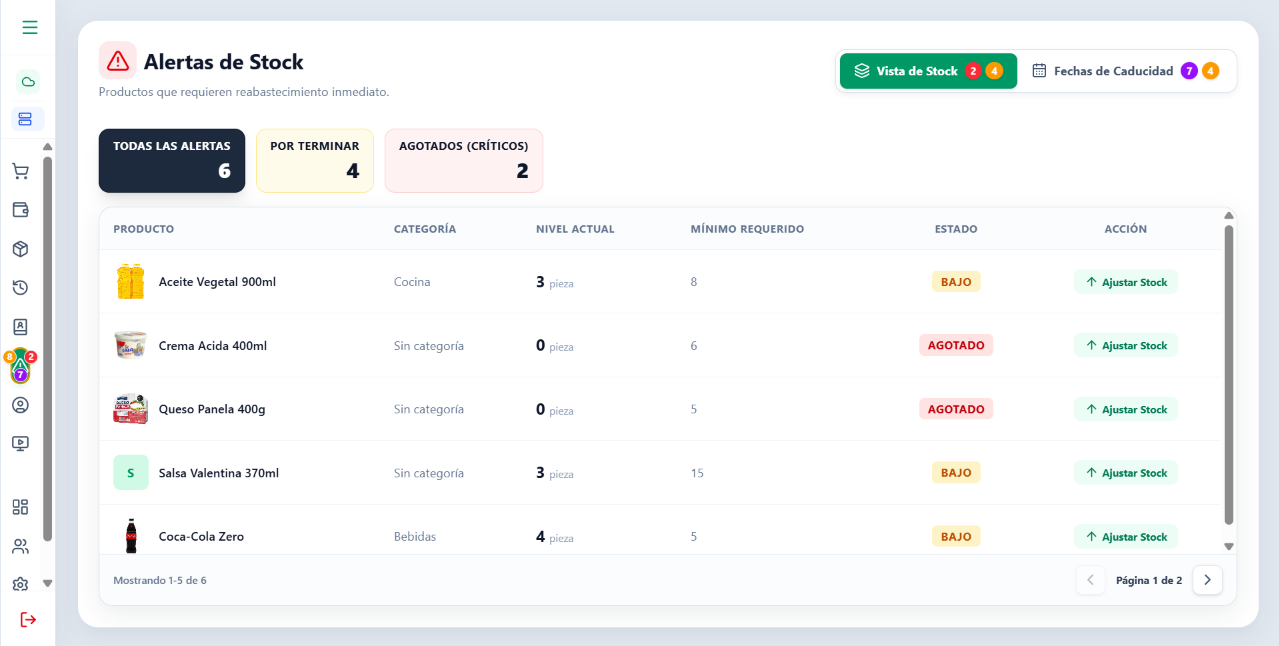 Alertas de Stock
Productos que requieren reabastecimiento inmediato.
Vista de Stock 2 4
Fechas de Caducidad 7 4
TODAS LAS ALERTAS
6
POR TERMINAR
4
AGOTADOS (CRÍTICOS)
2
PRODUCTO CATEGORÍA NIVEL ACTUAL MÍNIMO REQUERIDO ESTADO ACCIÓN
Aceite Vegetal 900ml Cocina 3 pieza 8 BAJO Ajustar Stock
Crema Acida 400ml Sin categoría 0 pieza 6 AGOTADO Ajustar Stock
Queso Panela 400g Sin categoría 0 pieza 5 AGOTADO Ajustar Stock
S Salsa Valentina 370ml Sin categoría 3 pieza 15 BAJO Ajustar Stock
Coca-Cola Zero Bebidas 4 pieza 5 BAJO Ajustar Stock
Mostrando 1-5 de 6
Página 1 de 2
8 2
7